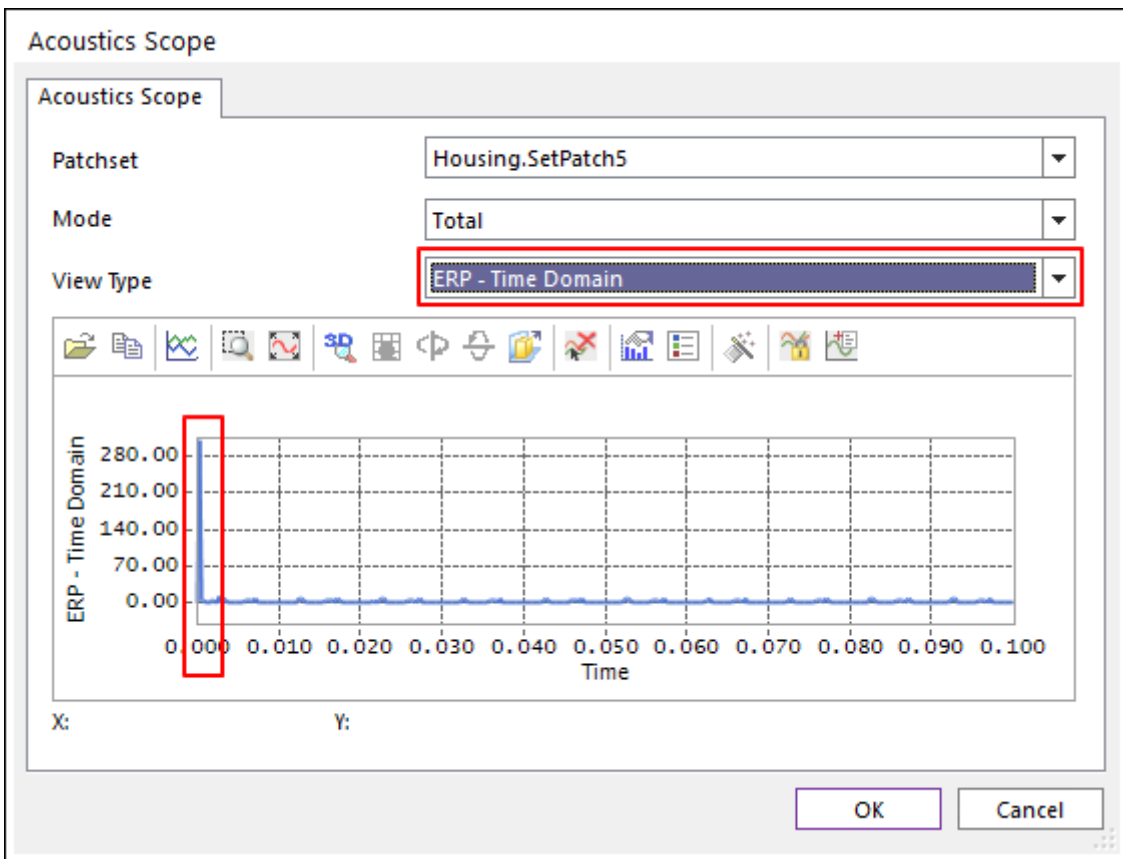 Acoustics Scope
Acoustics Scope
Patchset
Housing.SetPatch5
Mode
Total
View Type
ERP - Time Domain
3D
ERP - Time Domain
280.00
210.00
140.00
70.00
0.00
0.000 0.010 0.020 0.030 0.040 0.050 0.060 0.070 0.080 0.090 0.100
Time
X: Y:
OK Cancel